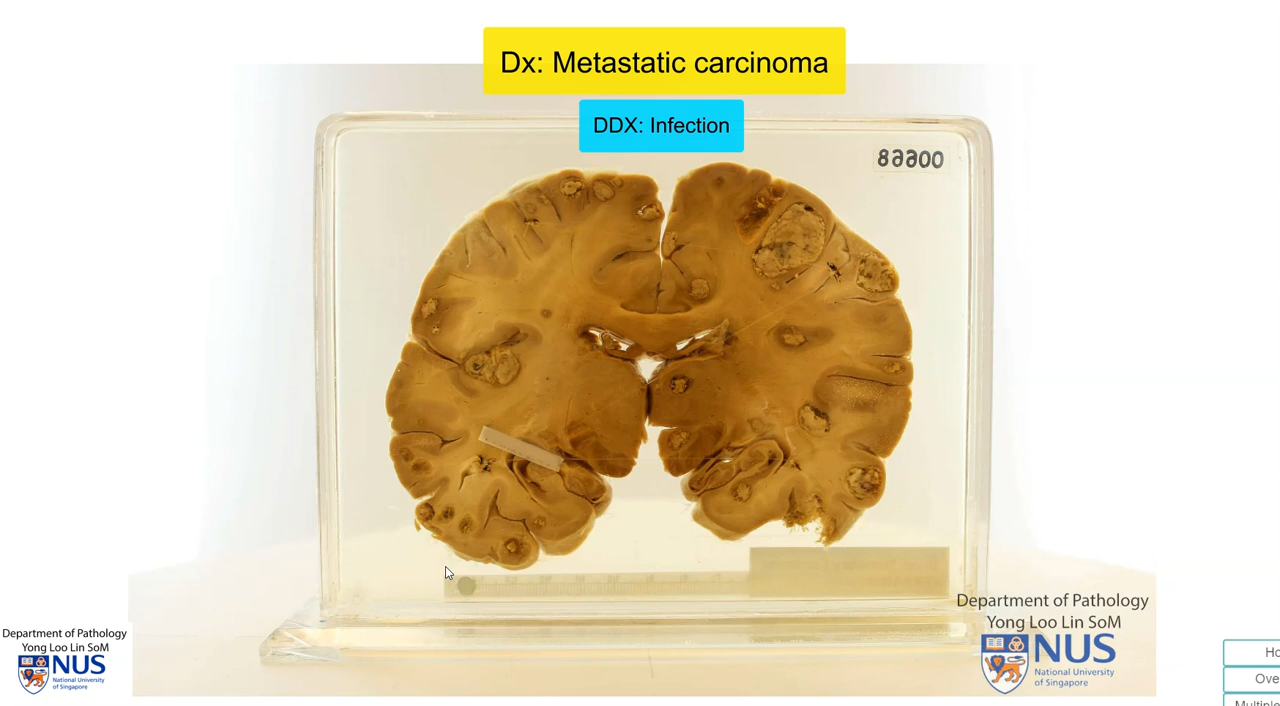 Dx: Metastatic carcinoma
DDX: Infection
00668
Department of Pathology
Yong Loo Lin SoM
NUS
National University
of Singapore
Department of Pathology
Yong Loo Lin SoM
NUS
National University
of Singapore
Ho
Ove